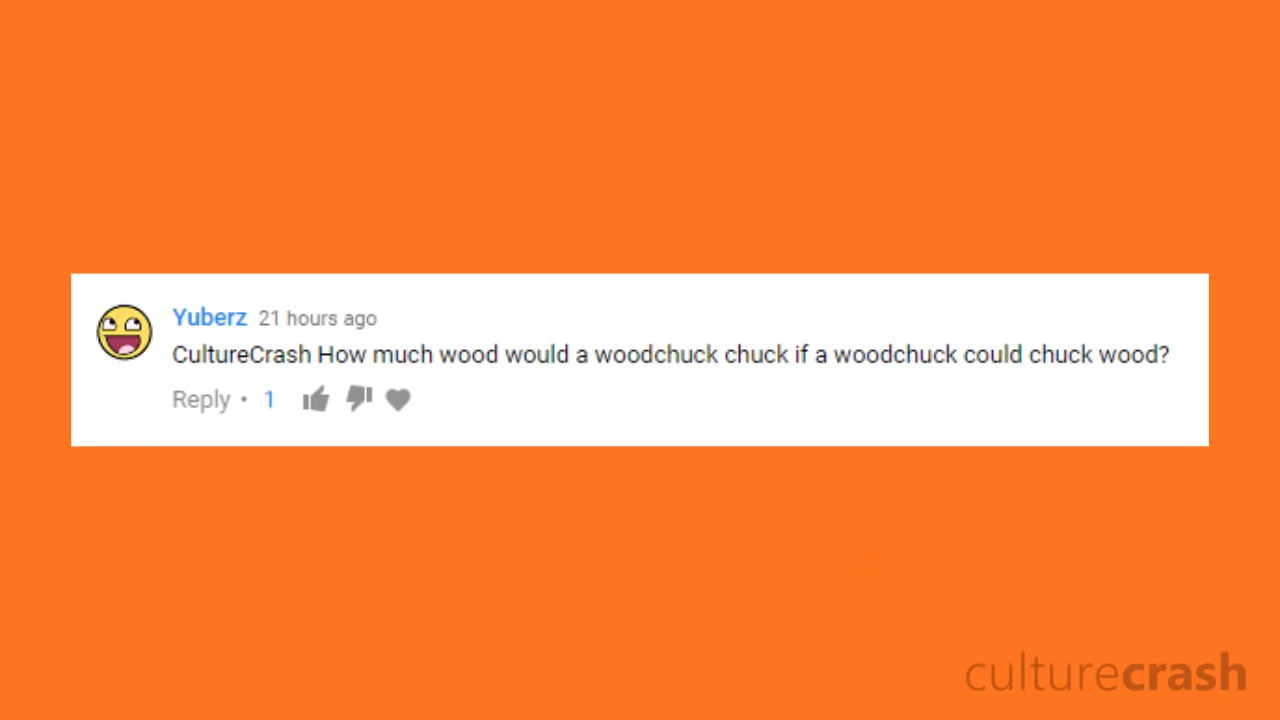 Yuberz 21 hours ago
CultureCrash How much wood would a woodchuck chuck if a woodchuck could chuck wood?
Reply • 1
culturecrash